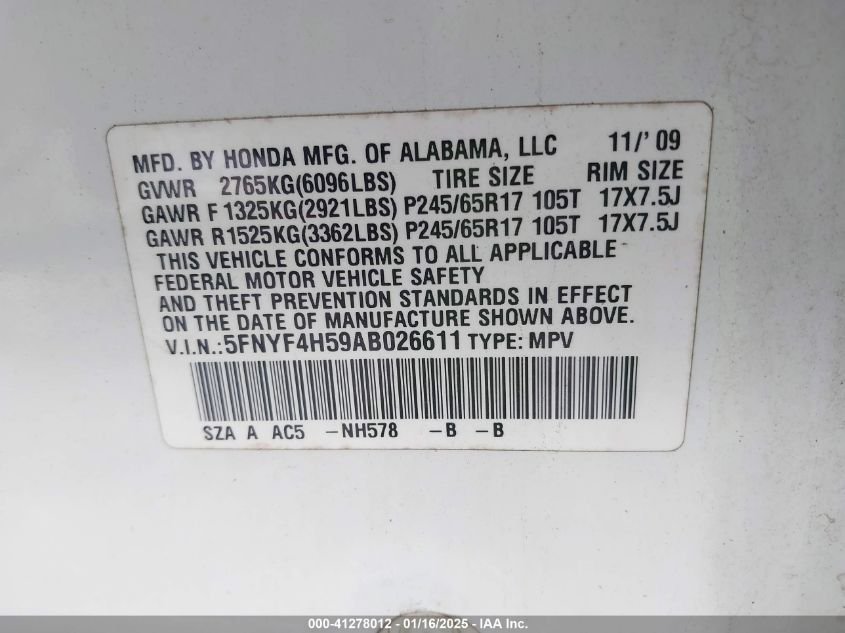 MFD. BY HONDA MFG. OF ALABAMA, LLC 11/'09
GVWR 2765KG(6096LBS) TIRE SIZE RIM SIZE
GAWR F 1325KG(2921LBS) P245/65R17 105T 17X7.5J
GAWR R1525KG(3362LBS) P245/65R17 105T 17X7.5J
THIS VEHICLE CONFORMS TO ALL APPLICABLE
FEDERAL MOTOR VEHICLE SAFETY
AND THEFT PREVENTION STANDARDS IN EFFECT
ON THE DATE OF MANUFACTURE SHOWN ABOVE.
V.I.N.:5FNYF4H59AB026611 TYPE: MPV
SZA A AC5 -NH578 -B -B
000-41278012 - 01/16/2025 - IAA Inc.